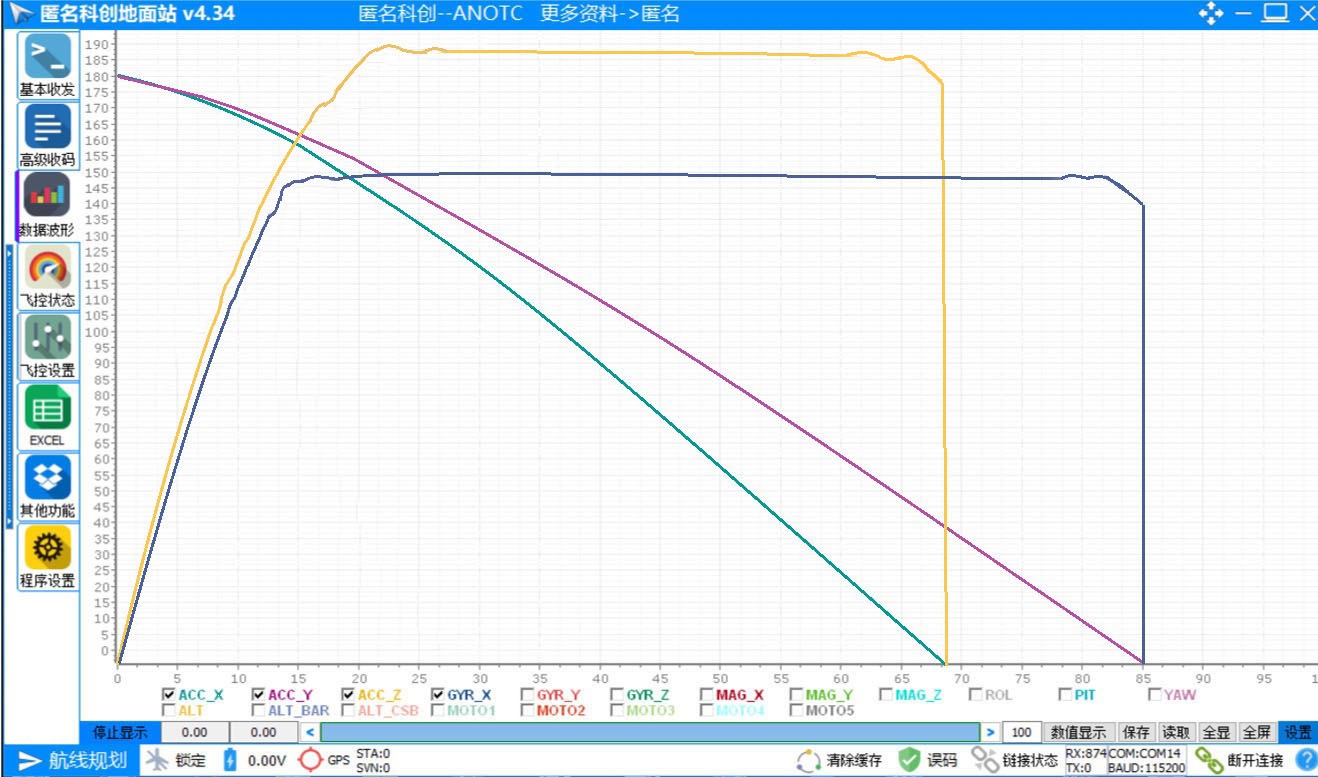 匿名科创地面站 v4.34 匿名科创--ANOTC 更多资料->匿名
基本收发
高级收码
数据波形
飞控状态
飞控设置
EXCEL
其他功能
程序设置
190
185
180
175
170
165
160
155
150
145
140
135
130
125
120
115
110
105
100
95
90
85
80
75
70
65
60
55
50
45
40
35
30
25
20
15
10
5
0
0 5 10 15 20 25 30 35 40 45 50 55 60 65 70 75 80 85 90 95
ACC_X ACC_Y ACC_Z GYR_X GYR_Y GYR_Z MAG_X MAG_Y MAG_Z ROL PIT YAW
ALT ALT_BAR ALT_CSB MOTO1 MOTO2 MOTO3 MOTO4 MOTO5
停止显示 0.00 0.00 < > 100 数值显示 保存 读取 全显 全屏 设置
航线规划 锁定 0.00V GPS STA:0 SVN:0 清除缓存 误码 链接状态 RX:874 TX:0 COM:COM14 BAUD:115200 断开连接 ?